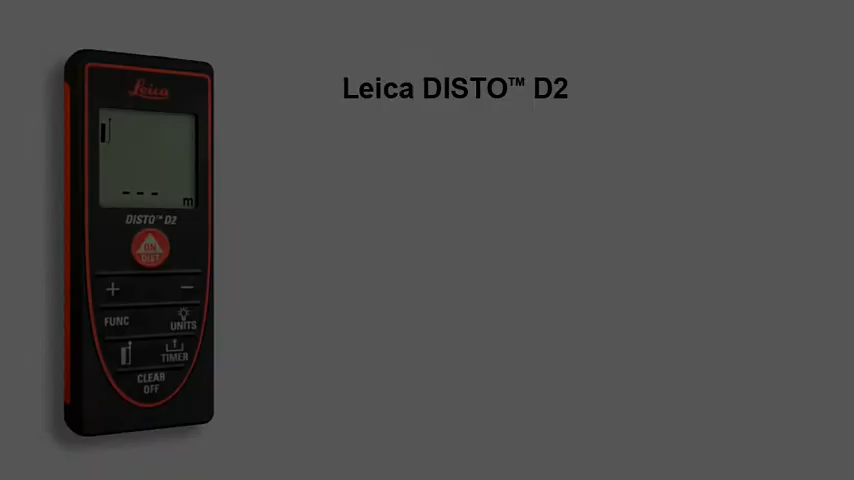 Leica DISTO™ D2
Leica
- - -
m
DISTO™ D2
ON
DIST
+ −
FUNC
UNITS
TIMER
CLEAR
OFF